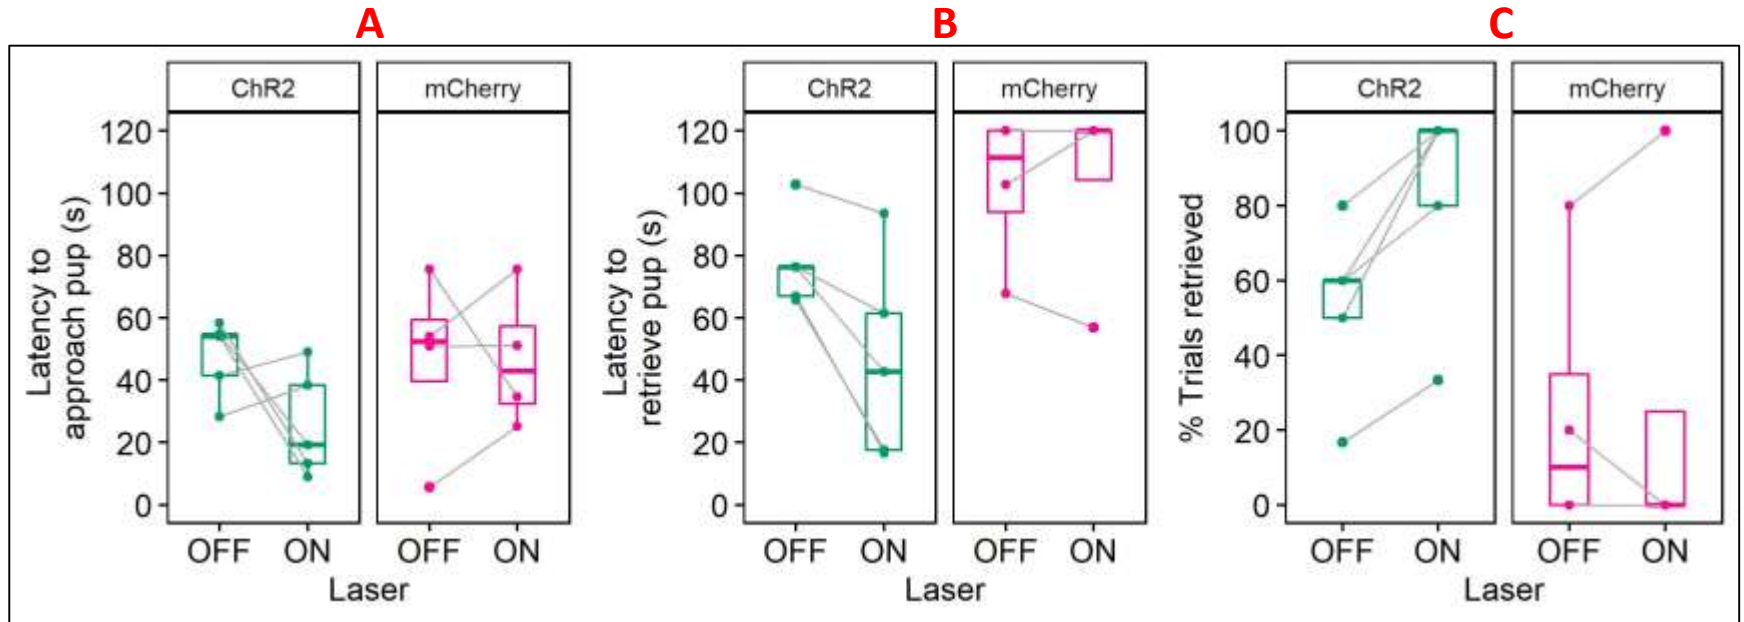 A B C
ChR2 mCherry ChR2 mCherry ChR2 mCherry
Latency to
approach pup (s)
120
100
80
60
40
20
0
OFF ON OFF ON
Laser
Latency to
retrieve pup (s)
120
100
80
60
40
20
0
OFF ON OFF ON
Laser
% Trials retrieved
100
80
60
40
20
0
OFF ON OFF ON
Laser